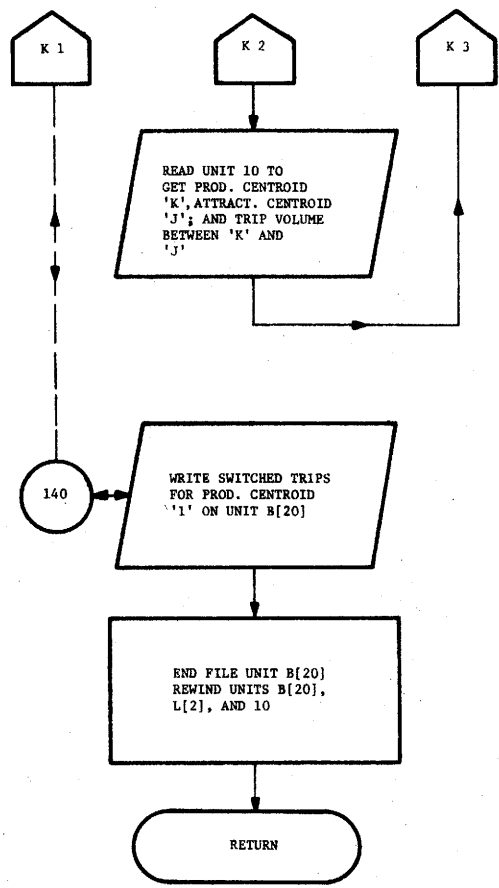 K 1
K 2
K 3
READ UNIT 10 TO
GET PROD. CENTROID
'K', ATTRACT. CENTROID
'J'; AND TRIP VOLUME
BETWEEN 'K' AND
'J'
140
WRITE SWITCHED TRIPS
FOR PROD. CENTROID
'1' ON UNIT B[20]
END FILE UNIT B[20]
REWIND UNITS B[20],
L[2], AND 10
RETURN